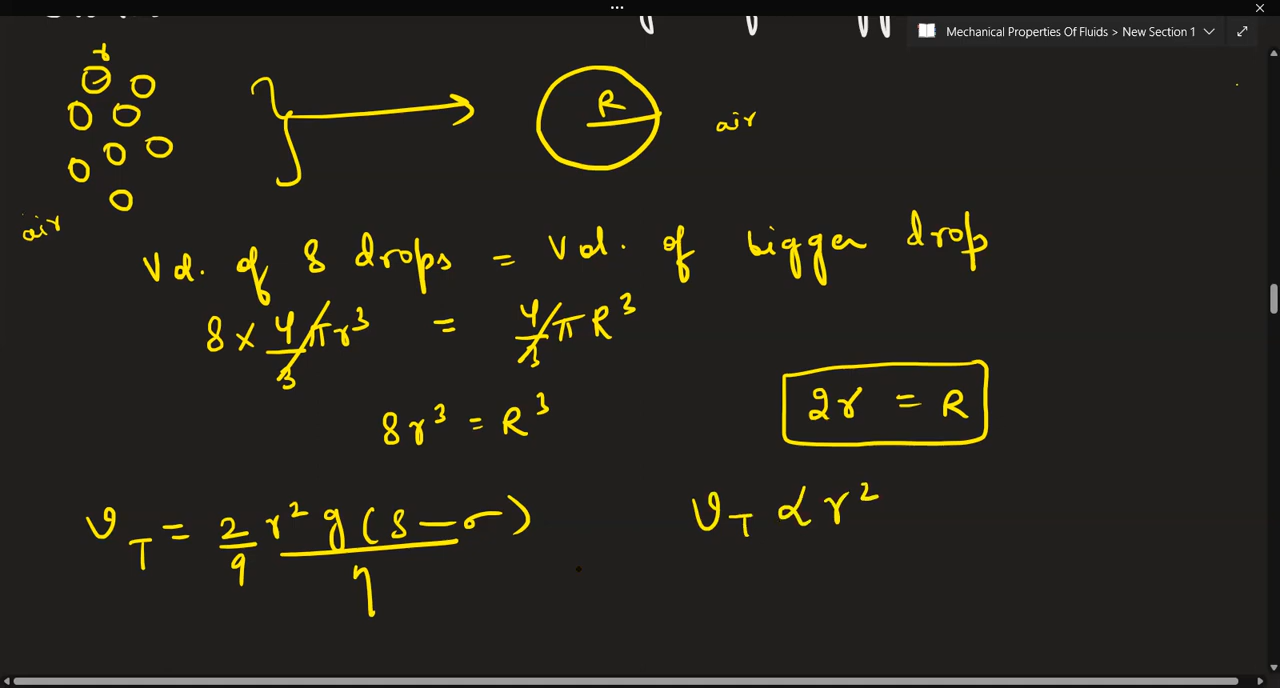 Mechanical Properties Of Fluids > New Section 1
r
R
air
air
Vol. of 8 drops = Vol. of bigger drop
8 × 4/3 πr³ = 4/3 πR³
8r³ = R³
2r = R
v_T = 2/9 r² g (ρ – σ) / η
v_T ∝ r²